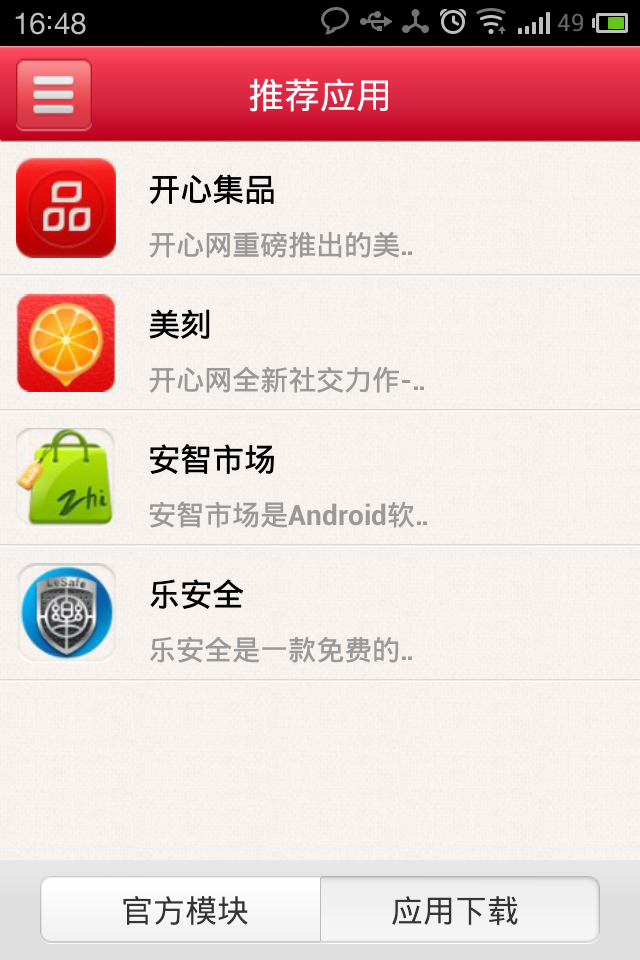 16:48
49
推荐应用
开心集品
开心网重磅推出的美..
美刻
开心网全新社交力作-..
安智市场
安智市场是Android软..
Zhi
乐安全
乐安全是一款免费的..
LeSafe
官方模块
应用下载